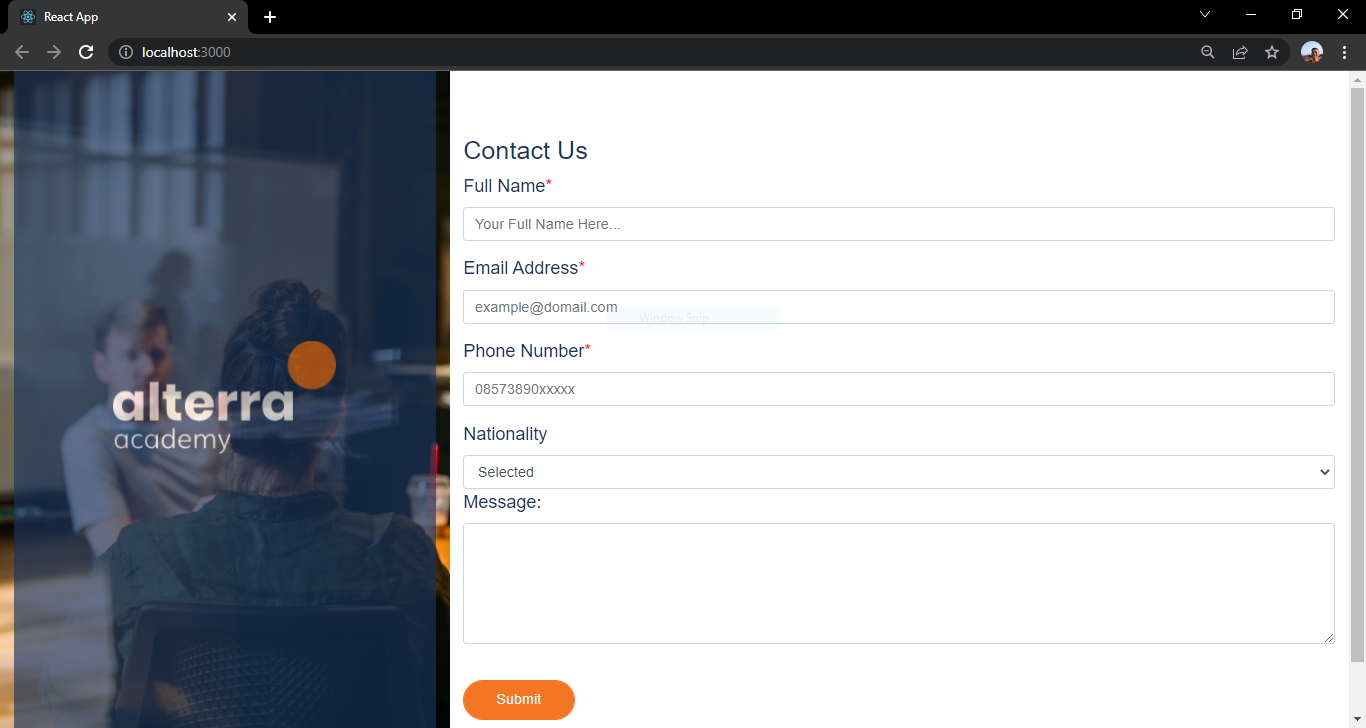 React App
localhost:3000
Contact Us
Full Name*
Your Full Name Here...
Email Address*
example@domail.com
Window Snip
Phone Number*
08573890xxxxx
Nationality
Selected
Message:
Submit
alterra
academy